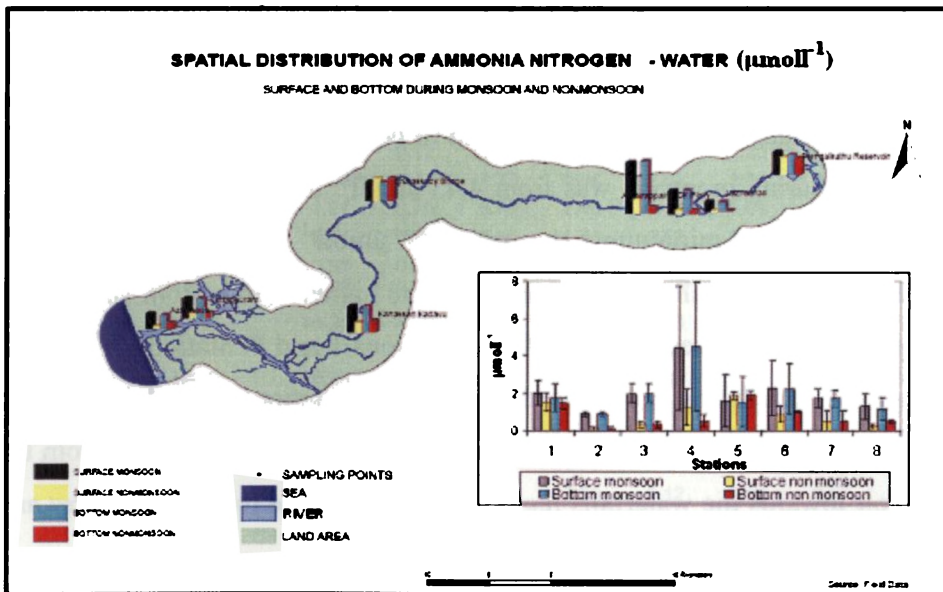 SPATIAL DISTRIBUTION OF AMMONIA NITROGEN - WATER (µmoll⁻¹)
SURFACE AND BOTTOM DURING MONSOON AND NONMONSOON
N
Reservoir
8
6
4
2
0
µmoll⁻¹
1 2 3 4 5 6 7 8
Stations
Surface monsoon
Surface non monsoon
Bottom monsoon
Bottom non monsoon
SURFACE MONSOON
SURFACE NONMONSOON
BOTTOM MONSOON
BOTTOM NONMONSOON
SAMPLING POINTS
SEA
RIVER
LAND AREA
Source: Field Data